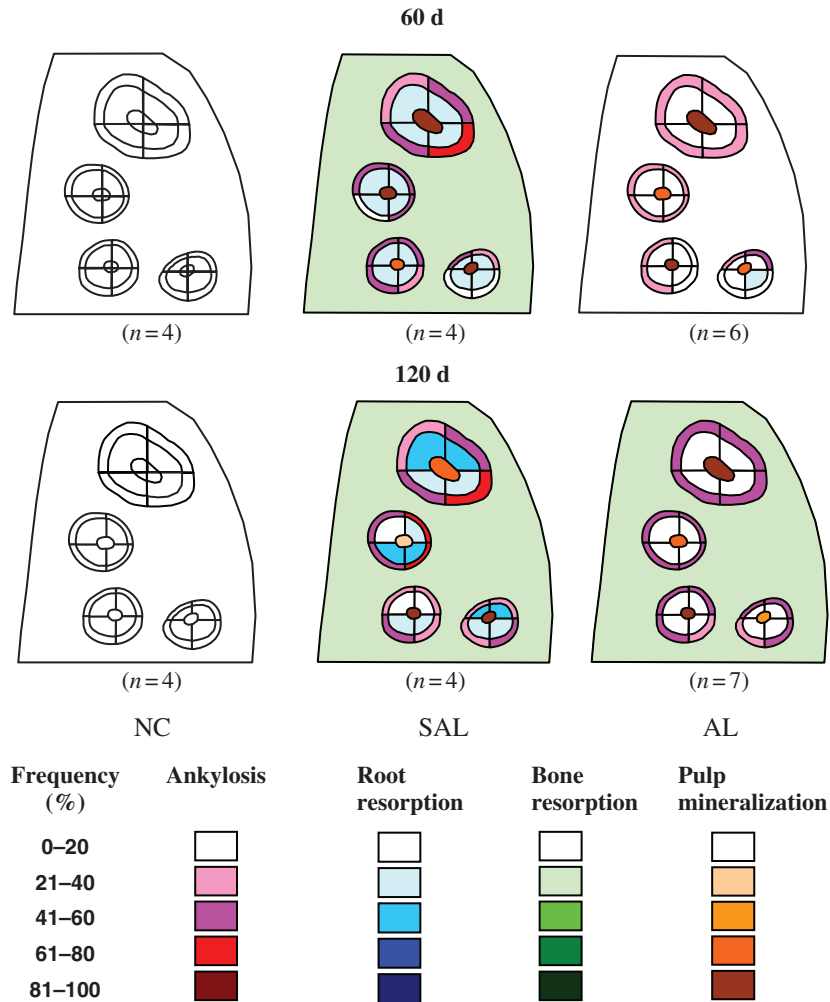 60 d
(n=4) (n=4) (n=6)
120 d
(n=4) (n=4) (n=7)
NC SAL AL
Frequency (%) Ankylosis Root resorption Bone resorption Pulp mineralization
0–20
21–40
41–60
61–80
81–100